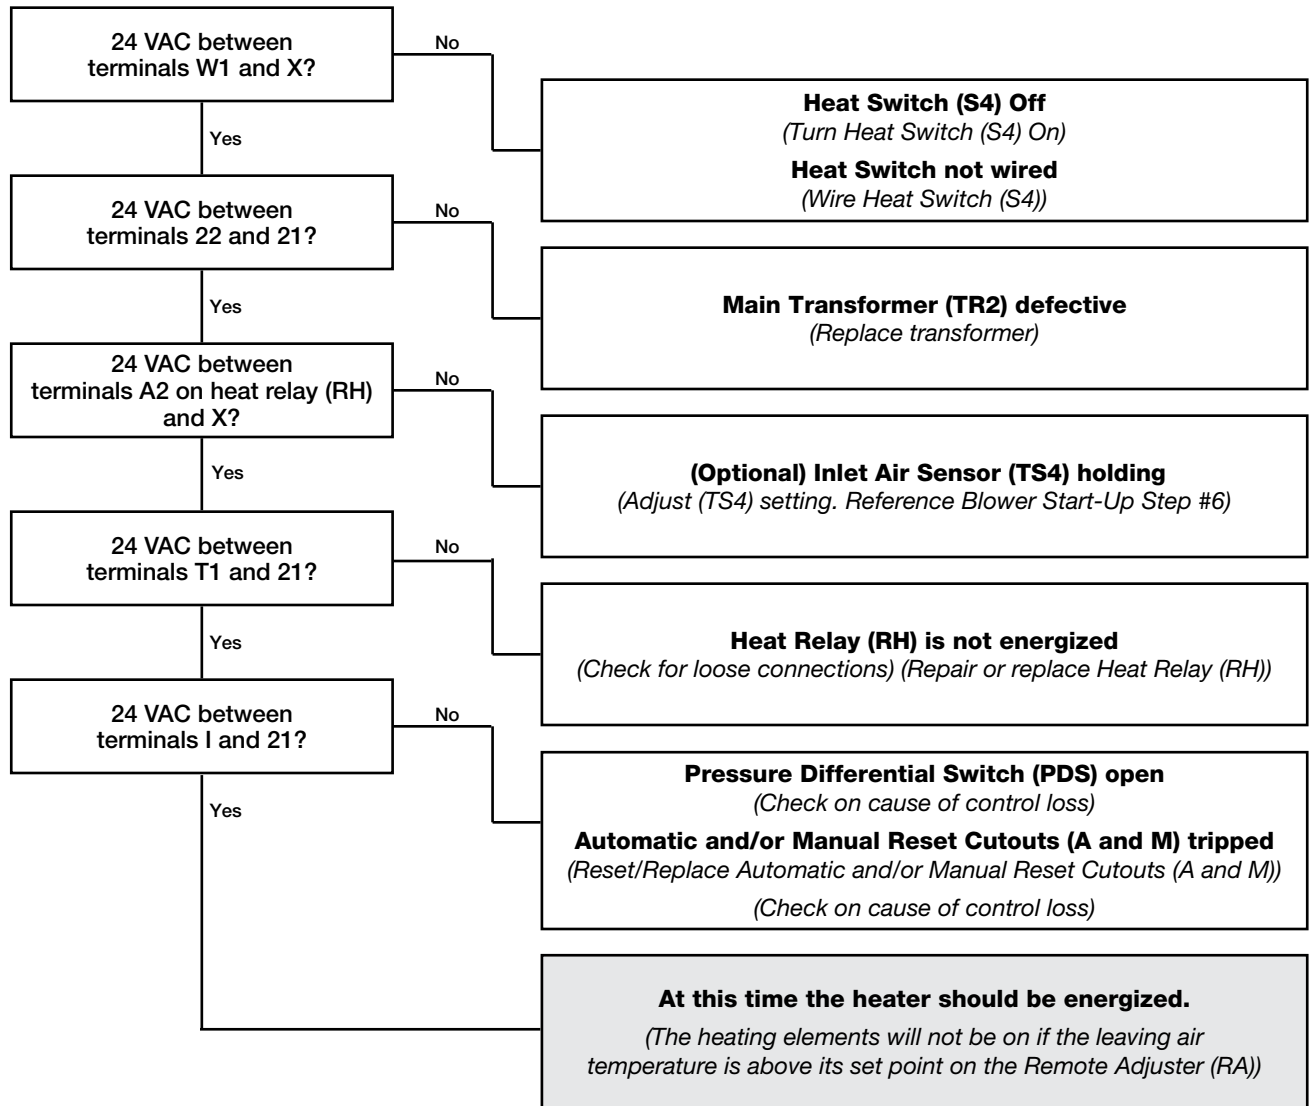 24 VAC between
terminals W1 and X?
No
Heat Switch (S4) Off
(Turn Heat Switch (S4) On)
Heat Switch not wired
(Wire Heat Switch (S4))
Yes
24 VAC between
terminals 22 and 21?
No
Main Transformer (TR2) defective
(Replace transformer)
Yes
24 VAC between
terminals A2 on heat relay (RH)
and X?
No
(Optional) Inlet Air Sensor (TS4) holding
(Adjust (TS4) setting. Reference Blower Start-Up Step #6)
Yes
24 VAC between
terminals T1 and 21?
No
Heat Relay (RH) is not energized
(Check for loose connections) (Repair or replace Heat Relay (RH))
Yes
24 VAC between
terminals I and 21?
No
Pressure Differential Switch (PDS) open
(Check on cause of control loss)
Automatic and/or Manual Reset Cutouts (A and M) tripped
(Reset/Replace Automatic and/or Manual Reset Cutouts (A and M))
(Check on cause of control loss)
Yes
At this time the heater should be energized.
(The heating elements will not be on if the leaving air
temperature is above its set point on the Remote Adjuster (RA))